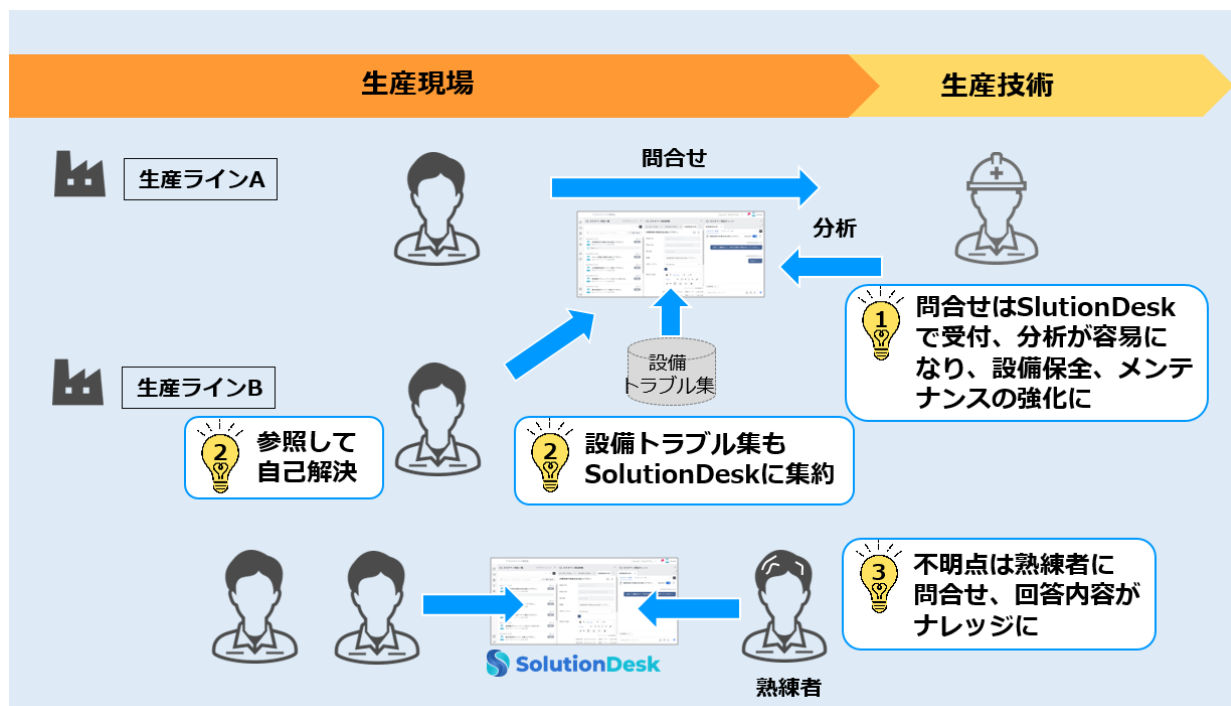 生産現場
生産技術
生産ラインA
問合せ
分析
1
問合せはSlutionDesk
で受付、分析が容易に
なり、設備保全、メンテ
ナンスの強化に
設備
トラブル集
生産ラインB
2
参照して
自己解決
2
設備トラブル集も
SolutionDeskに集約
3
不明点は熟練者に
問合せ、回答内容が
ナレッジに
SolutionDesk
熟練者